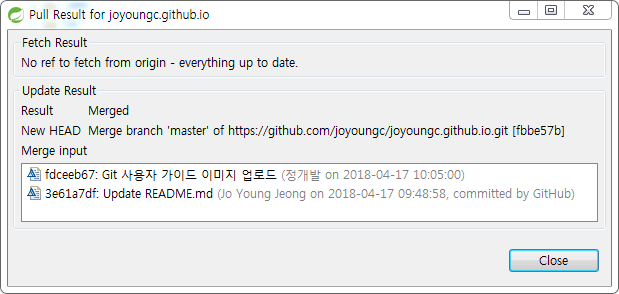 Pull Result for joyoungc.github.io
Fetch Result
No ref to fetch from origin - everything up to date.
Update Result
Result Merged
New HEAD Merge branch 'master' of https://github.com/joyoungc/joyoungc.github.io.git [fbbe57b]
Merge input
fdceeb67: Git 사용자 가이드 이미지 업로드 (정개발 on 2018-04-17 10:05:00)
3e61a7df: Update README.md (Jo Young Jeong on 2018-04-17 09:48:58, committed by GitHub)
Close